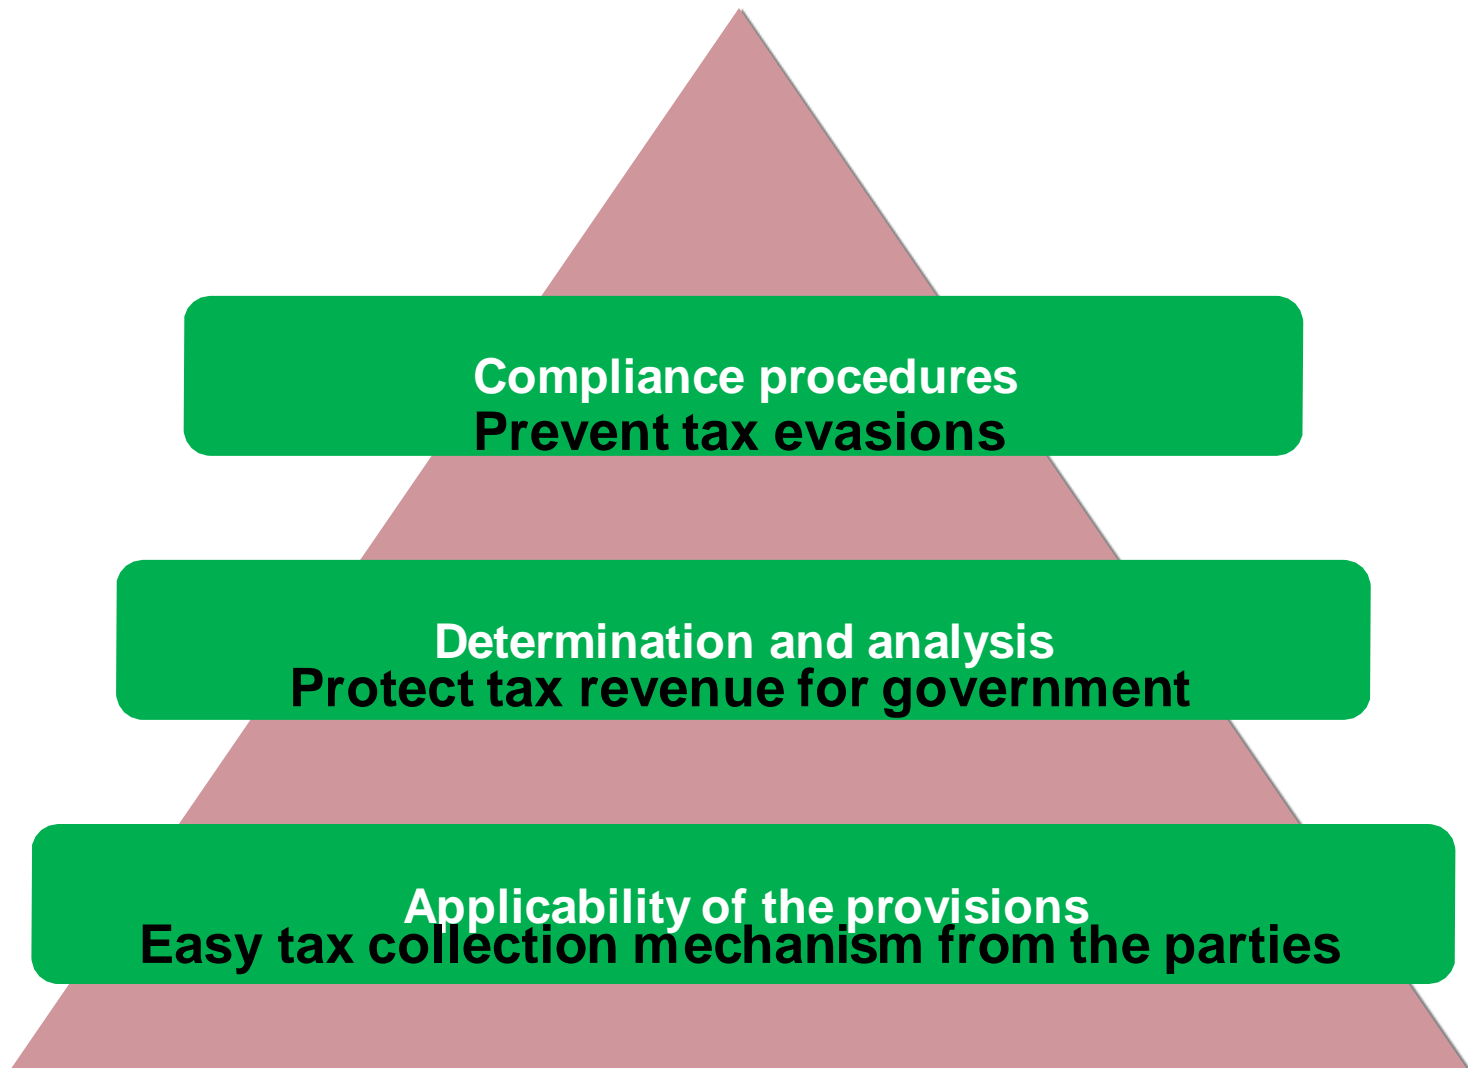 Compliance procedures
Prevent tax evasions
Determination and analysis
Protect tax revenue for government
Applicability of the provisions
Easy tax collection mechanism from the parties